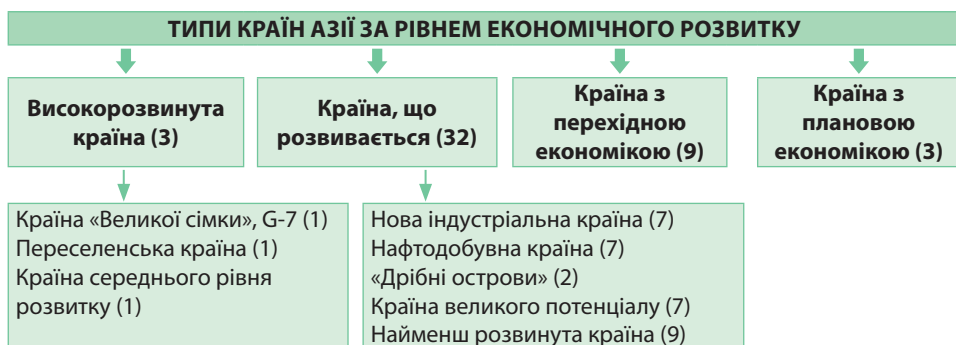 ТИПИ КРАЇН АЗІЇ ЗА РІВНЕМ ЕКОНОМІЧНОГО РОЗВИТКУ
Високорозвинута
країна (3)
Країна, що
розвивається (32)
Країна з
перехідною
економікою (9)
Країна з
плановою
економікою (3)
Країна «Великої сімки», G-7 (1)
Переселенська країна (1)
Країна середнього рівня
розвитку (1)
Нова індустріальна країна (7)
Нафтодобувна країна (7)
«Дрібні острови» (2)
Країна великого потенціалу (7)
Найменш розвинута країна (9)